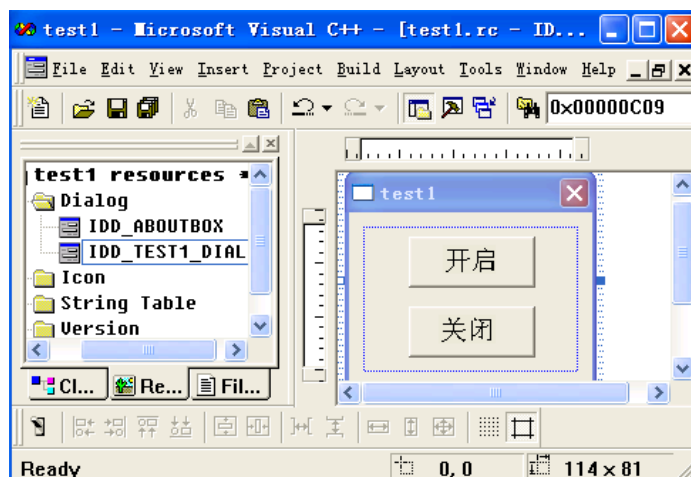 test1 - Microsoft Visual C++ - [test1.rc - ID...
File Edit View Insert Project Build Layout Tools Window Help
0x00000C09
test1 resources *
Dialog
IDD_ABOUTBOX
IDD_TEST1_DIAL
Icon
String Table
Version
Cl... Re... Fil...
test1
开启
关闭
Ready 0, 0 114 x 81